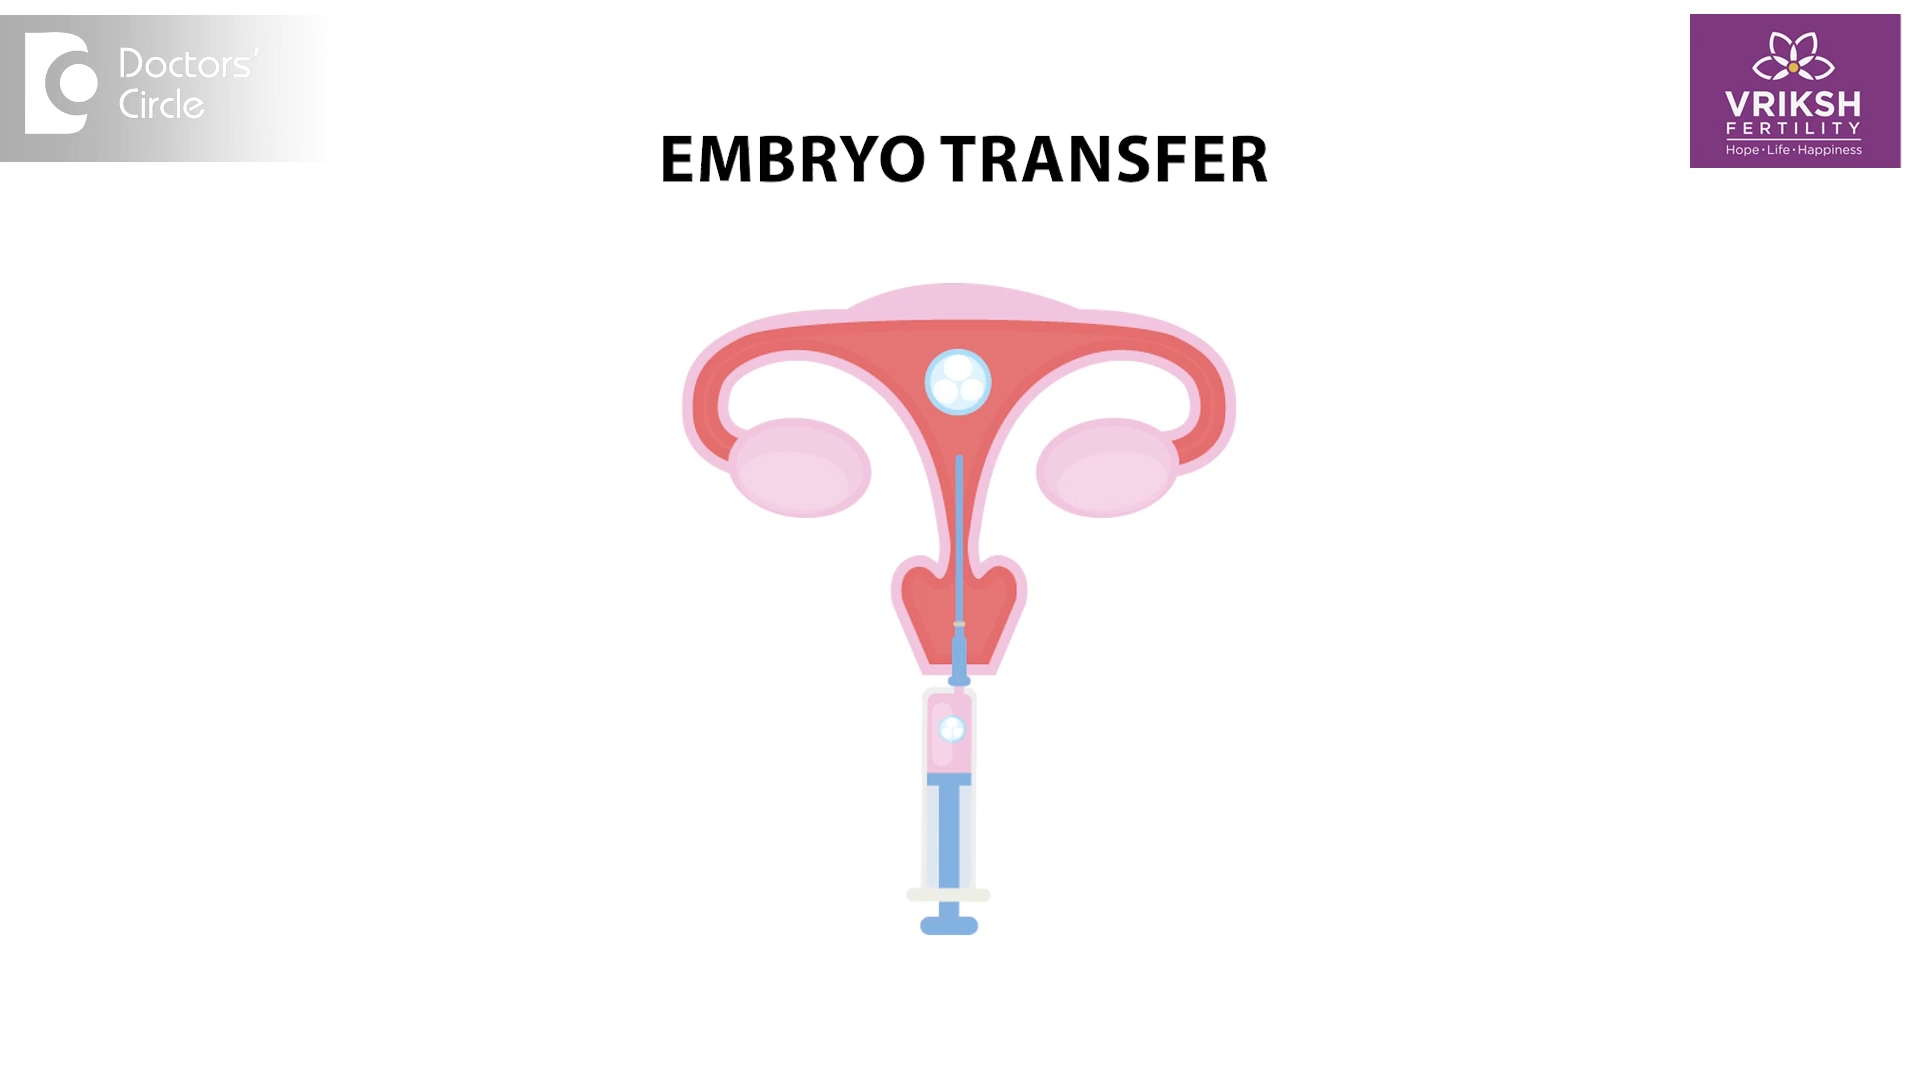 Doctors'
Circle
VRIKSH
FERTILITY
Hope·Life·Happiness
EMBRYO TRANSFER